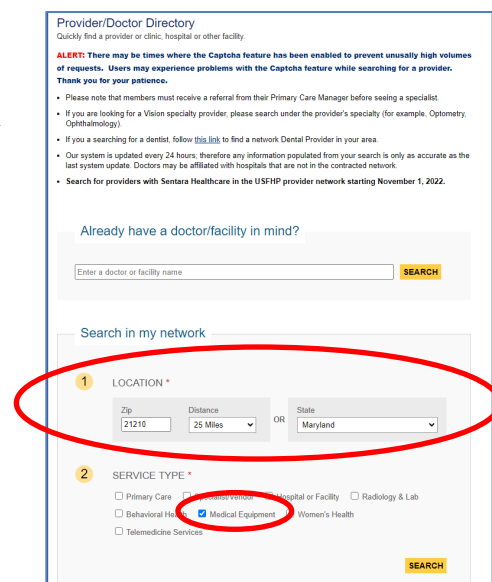 Provider/Doctor Directory
Quickly find a provider or clinic, hospital or other facility.
ALERT: There may be times where the Captcha feature has been enabled to prevent unusally high volumes
of requests. Users may experience problems with the Captcha feature while searching for a provider.
Thank you for your patience.
• Please note that members must receive a referral from their Primary Care Manager before seeing a specialist.
• If you are looking for a Vision specialty provider, please search under the provider's specialty (for example, Optometry,
Ophthalmology).
• If you a searching for a dentist, follow this link to find a network Dental Provider in your area.
• Our system is updated every 24 hours; therefore any information populated from your search is only as accurate as the
last system update. Doctors may be affiliated with hospitals that are not in the contracted network.
• Search for providers with Sentara Healthcare in the USFHP provider network starting November 1, 2022.
Already have a doctor/facility in mind?
Enter a doctor or facility name SEARCH
Search in my network
1 LOCATION *
Zip Distance State
21210 25 Miles OR Maryland
2 SERVICE TYPE *
Primary Care Specialist/Vendor Hospital or Facility Radiology & Lab
Behavioral Health Medical Equipment Women's Health
Telemedicine Services
SEARCH